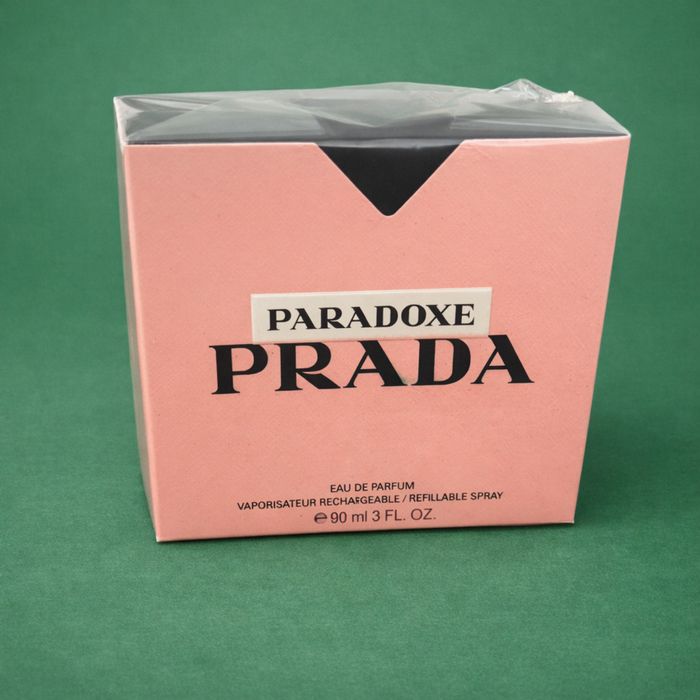 PARADOXE
PRADA
EAU DE PARFUM
VAPORISATEUR RECHARGEABLE / REFILLABLE SPRAY
℮ 90 ml 3 FL. OZ.